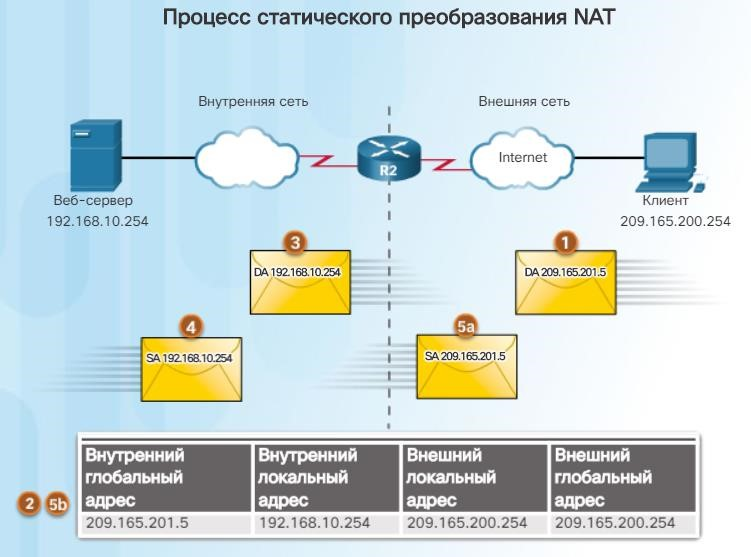 Процесс статического преобразования NAT
Внутренняя сеть
Внешняя сеть
R2
Internet
Веб-сервер
192.168.10.254
Клиент
209.165.200.254
3
DA 192.168.10.254
1
DA 209.165.201.5
4
SA 192.168.10.254
5a
SA 209.165.201.5
2 5b
Внутренний глобальный адрес
Внутренний локальный адрес
Внешний локальный адрес
Внешний глобальный адрес
209.165.201.5 192.168.10.254 209.165.200.254 209.165.200.254